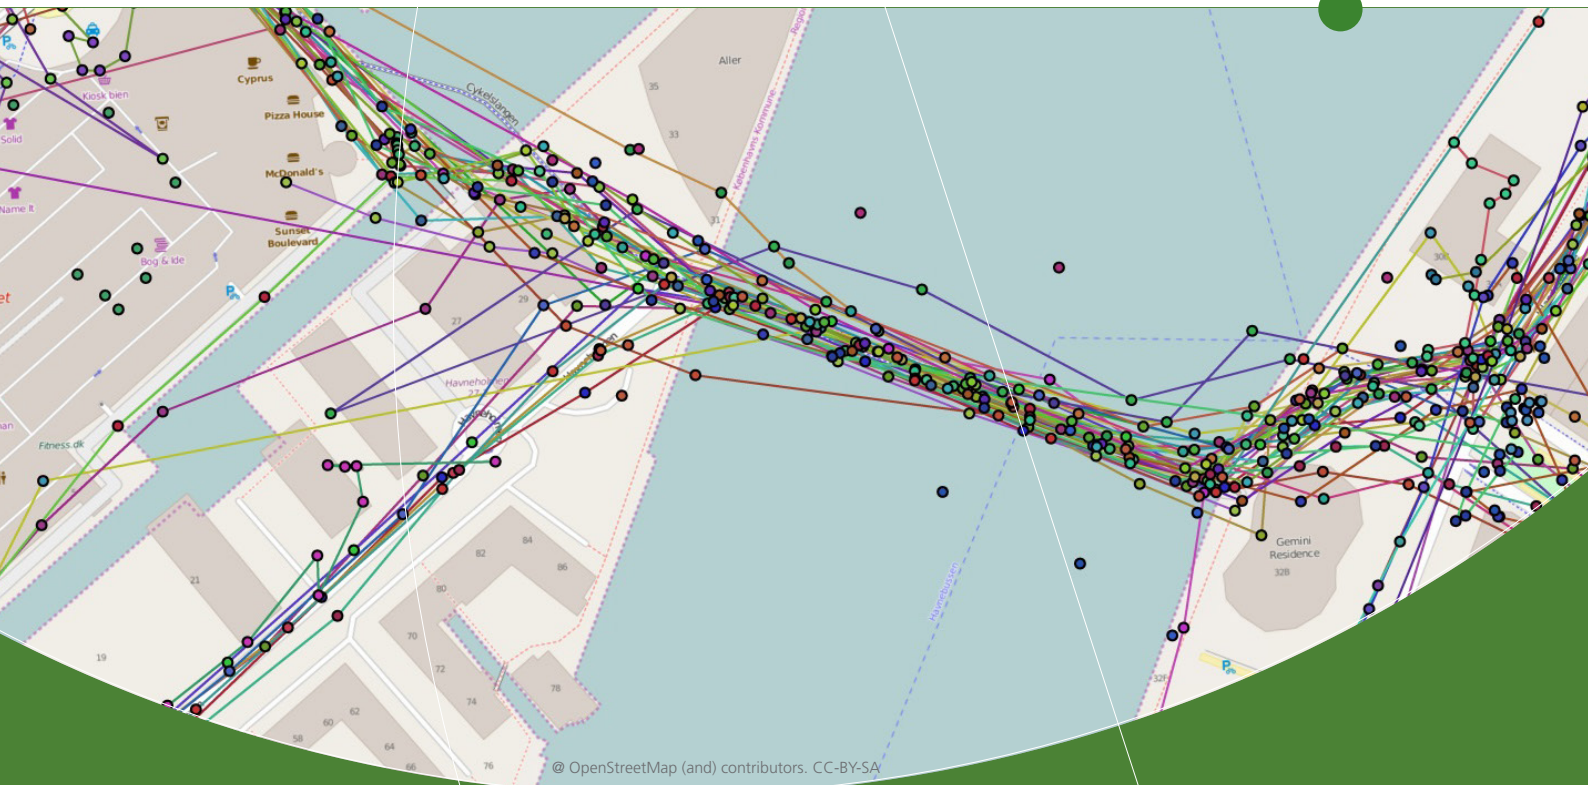 Aller
Cyprus
Cykelslangen
35
Kiosk bien
Pizza House
33
Københavns Kommune
Solid
McDonald's
Name It
31
Sunset
Boulevard
Bog & Ide
29
27
Havneholmen
27
Fitness dk
Gemini
Residence
32B
84
82
86
21
80
Havnebussen
70
19
72
32F
78
74
62
60
58
64
66
76
@ OpenStreetMap (and) contributors. CC-BY-SA